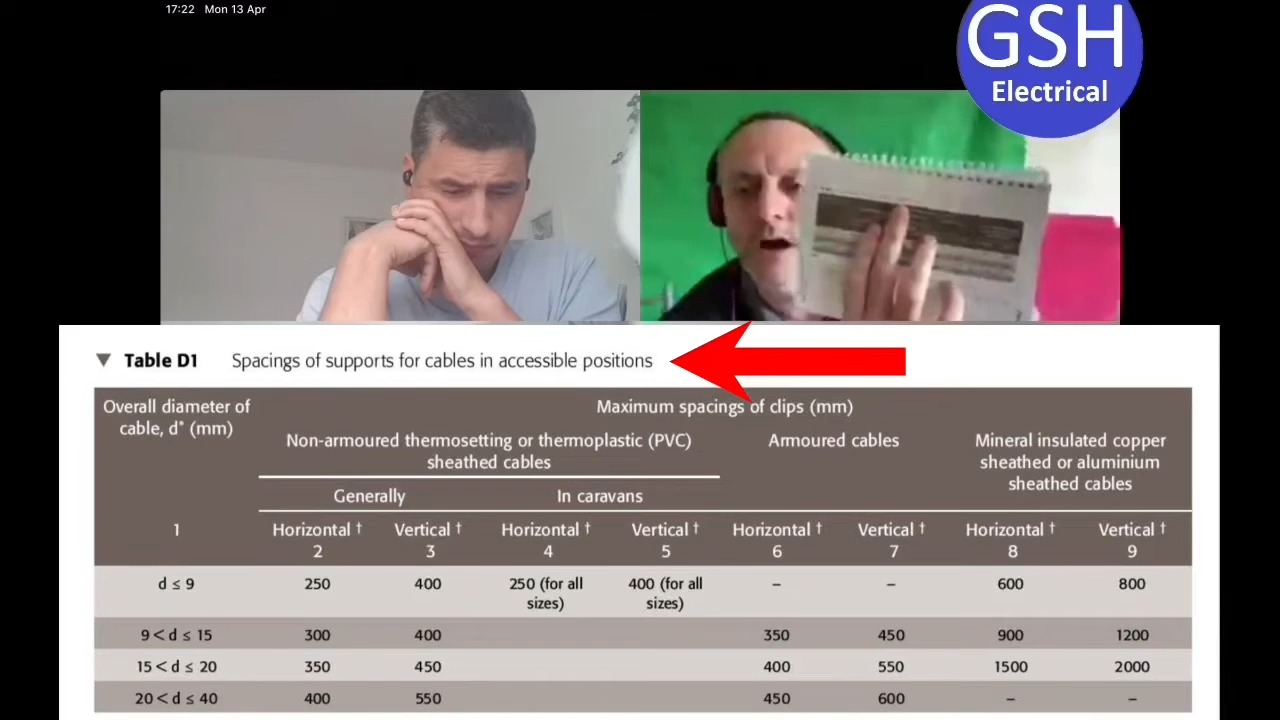 17:22 Mon 13 Apr
GSH
Electrical
▼ Table D1 Spacings of supports for cables in accessible positions
Overall diameter of cable, d* (mm) Maximum spacings of clips (mm)
Non-armoured thermosetting or thermoplastic (PVC) sheathed cables Armoured cables Mineral insulated copper sheathed or aluminium sheathed cables
Generally In caravans
1 Horizontal † 2 Vertical † 3 Horizontal † 4 Vertical † 5 Horizontal † 6 Vertical † 7 Horizontal † 8 Vertical † 9
d ≤ 9 250 400 250 (for all sizes) 400 (for all sizes) – – 600 800
9 < d ≤ 15 300 400 350 450 900 1200
15 < d ≤ 20 350 450 400 550 1500 2000
20 < d ≤ 40 400 550 450 600 – –